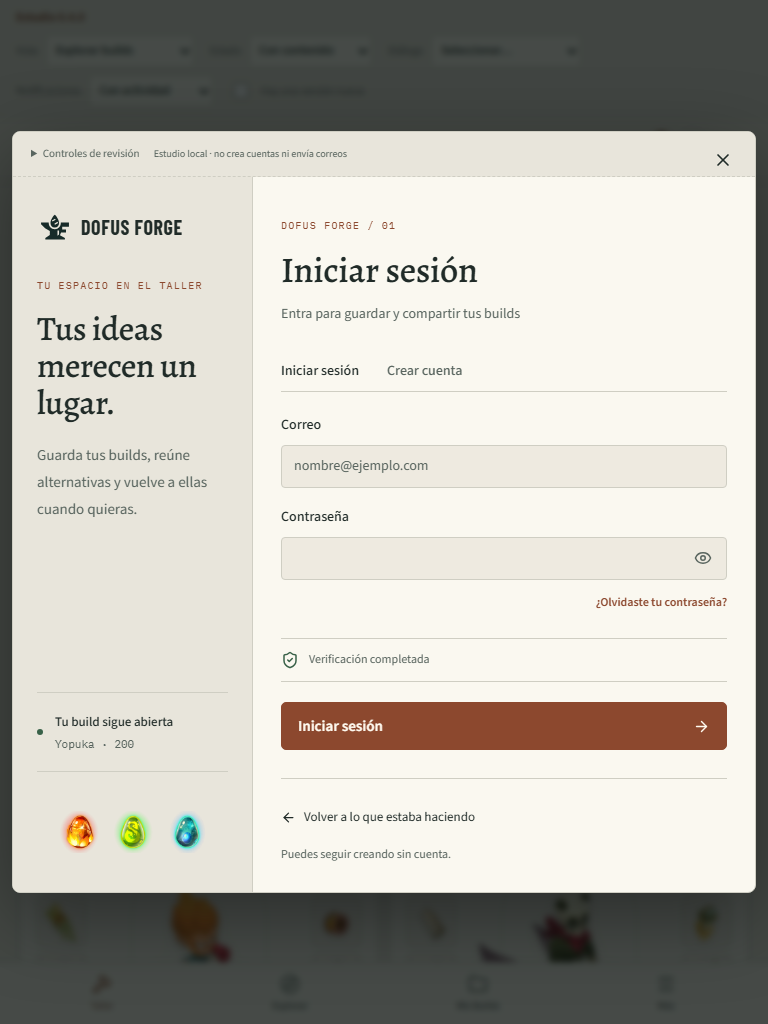 Controles de revisión
Estudio local · no crea cuentas ni envía correos
DOFUS FORGE
TU ESPACIO EN EL TALLER
Tus ideas
merecen un
lugar.
Guarda tus builds, reúne
alternativas y vuelve a ellas
cuando quieras.
Tu build sigue abierta
Yopuka · 200
DOFUS FORGE / 01
Iniciar sesión
Entra para guardar y compartir tus builds
Iniciar sesión
Crear cuenta
Correo
nombre@ejemplo.com
Contraseña
¿Olvidaste tu contraseña?
Verificación completada
Iniciar sesión
Volver a lo que estaba haciendo
Puedes seguir creando sin cuenta.